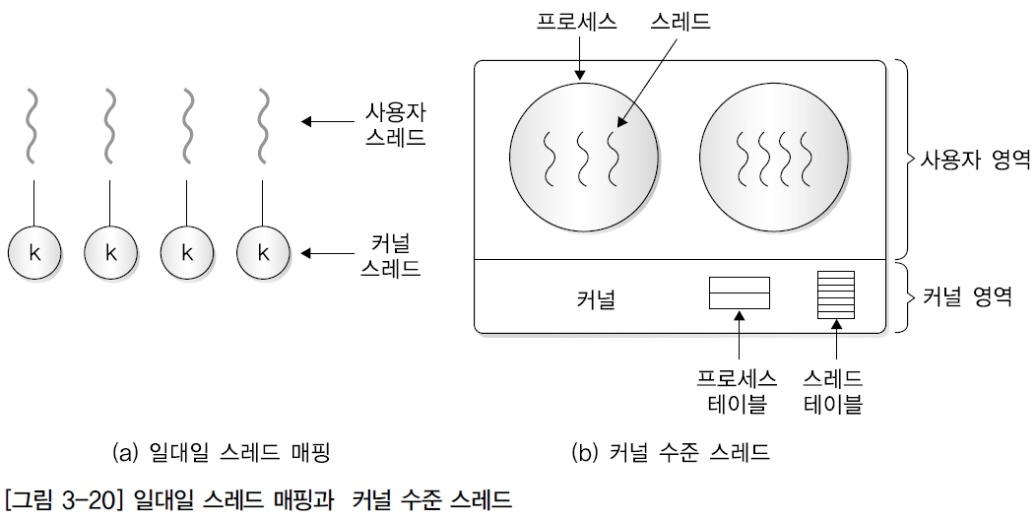 프로세스 스레드
사용자
스레드
사용자 영역
k k k k
커널
스레드
커널
커널 영역
프로세스
테이블
스레드
테이블
(a) 일대일 스레드 매핑
(b) 커널 수준 스레드
[그림 3-20] 일대일 스레드 매핑과 커널 수준 스레드